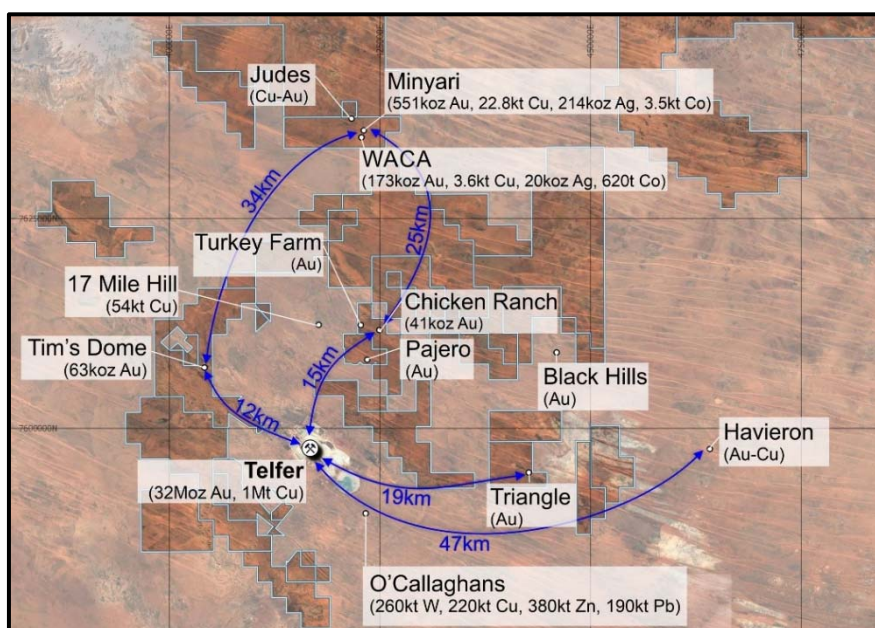 Judes
(Cu-Au)
Minyari
(551koz Au, 22.8kt Cu, 214koz Ag, 3.5kt Co)
WACA
(173koz Au, 3.6kt Cu, 20koz Ag, 620t Co)
34km
25km
Turkey Farm
(Au)
17 Mile Hill
(54kt Cu)
Chicken Ranch
(41koz Au)
Tim's Dome
(63koz Au)
Pajero
(Au)
15km
Black Hills
(Au)
12km
7600000N
Havieron
(Au-Cu)
Telfer
(32Moz Au, 1Mt Cu)
19km
Triangle
(Au)
47km
O'Callaghans
(260kt W, 220kt Cu, 380kt Zn, 190kt Pb)